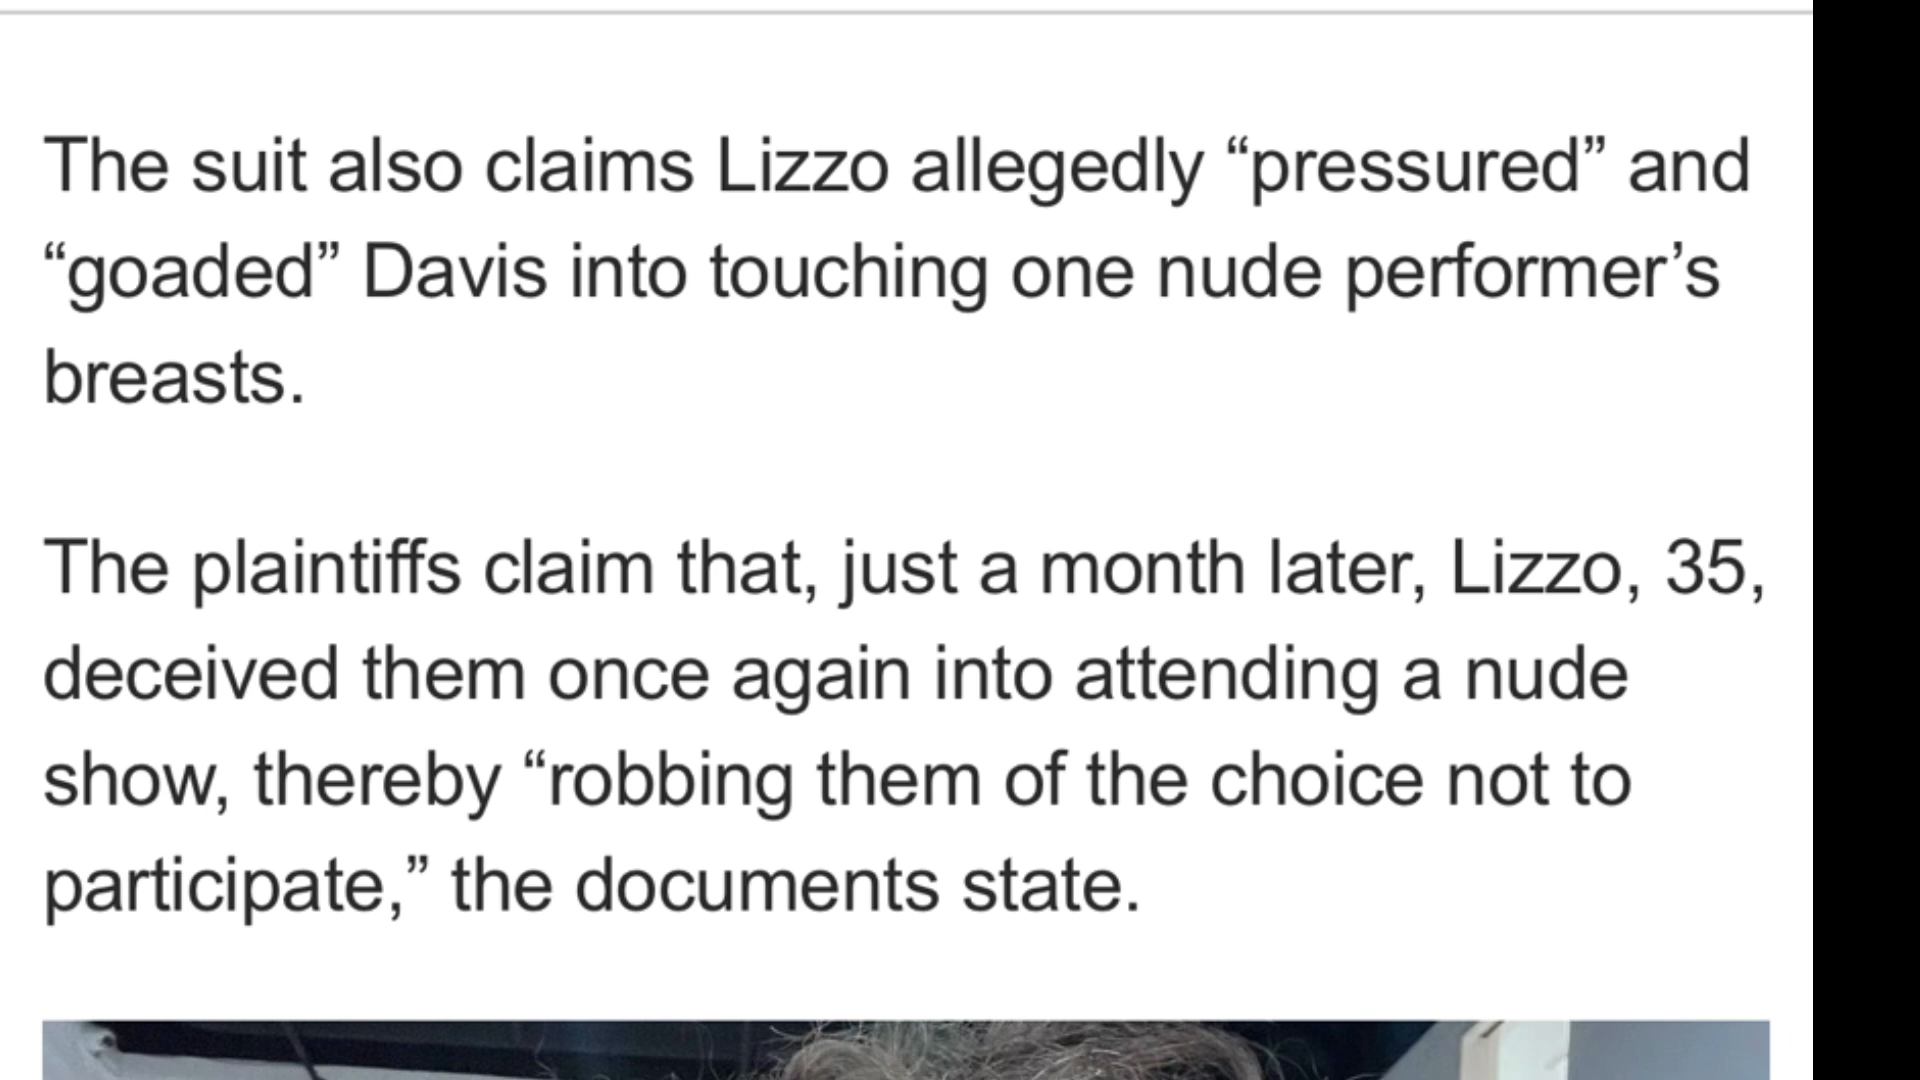 The suit also claims Lizzo allegedly “pressured” and
“goaded” Davis into touching one nude performer’s
breasts.
The plaintiffs claim that, just a month later, Lizzo, 35,
deceived them once again into attending a nude
show, thereby “robbing them of the choice not to
participate,” the documents state.